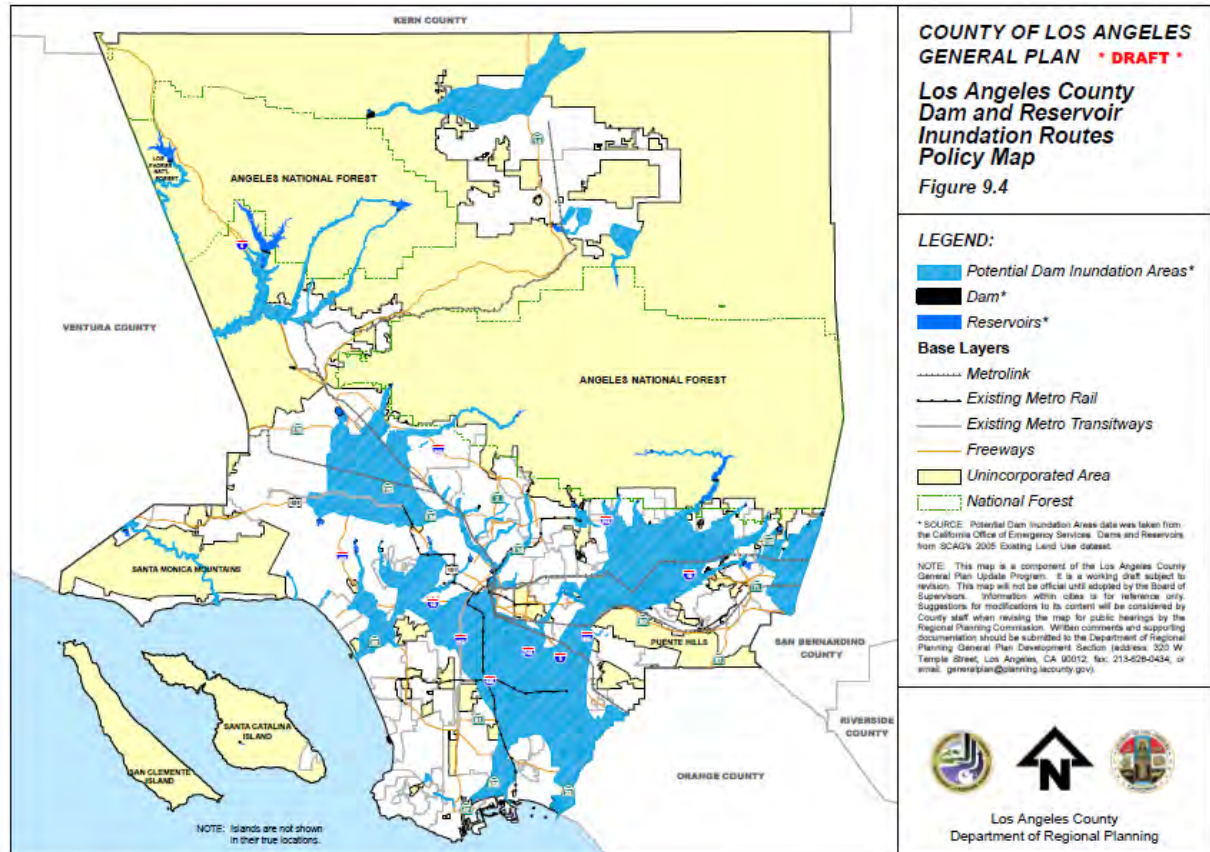 KERN COUNTY
LOS
PADRES
NAT'L
FOREST
ANGELES NATIONAL FOREST
VENTURA COUNTY
ANGELES NATIONAL FOREST
SANTA MONICA MOUNTAINS
PUENTE HILLS
SAN BERNARDINO
COUNTY
RIVERSIDE
COUNTY
ORANGE COUNTY
SANTA CATALINA
ISLAND
SAN CLEMENTE
ISLAND
NOTE: Islands are not shown
in their true locations.
COUNTY OF LOS ANGELES
GENERAL PLAN * DRAFT *
Los Angeles County
Dam and Reservoir
Inundation Routes
Policy Map
Figure 9.4
LEGEND:
Potential Dam Inundation Areas*
Dam*
Reservoirs*
Base Layers
Metrolink
Existing Metro Rail
Existing Metro Transitways
Freeways
Unincorporated Area
National Forest
* SOURCE: Potential Dam Inundation Areas data was taken from
the California Office of Emergency Services. Dams and Reservoirs
from SCAG's 2005 Existing Land Use dataset.
NOTE: This map is a component of the Los Angeles County
General Plan Update Program. It is a working draft subject to
revision. This map will not be official until adopted by the Board of
Supervisors. Information within cities is for reference only.
Suggestions for modifications to its content will be considered by
County staff when revising the map for public hearings by the
Regional Planning Commission. Written comments and supporting
documentation should be submitted to the Department of Regional
Planning General Plan Development Section (address: 320 W.
Temple Street, Los Angeles, CA 90012, fax: 213-626-0434, or
email: generalplan@planning.lacounty.gov).
N
Los Angeles County
Department of Regional Planning